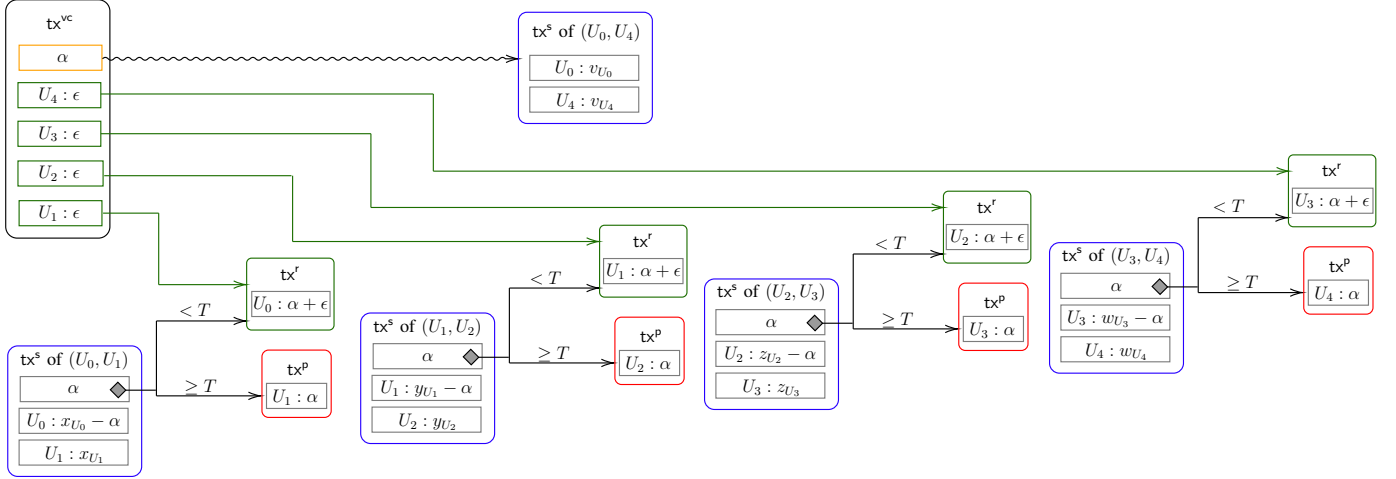 tx^vc
α
U_4 : ϵ
U_3 : ϵ
U_2 : ϵ
U_1 : ϵ
tx^s of (U_0, U_4)
U_0 : v_{U_0}
U_4 : v_{U_4}
tx^s of (U_0, U_1)
α
U_0 : x_{U_0} − α
U_1 : x_{U_1}
< T
≥ T
tx^r
U_0 : α + ϵ
tx^p
U_1 : α
tx^s of (U_1, U_2)
α
U_1 : y_{U_1} − α
U_2 : y_{U_2}
< T
≥ T
tx^r
U_1 : α + ϵ
tx^p
U_2 : α
tx^s of (U_2, U_3)
α
U_2 : z_{U_2} − α
U_3 : z_{U_3}
< T
≥ T
tx^r
U_2 : α + ϵ
tx^p
U_3 : α
tx^s of (U_3, U_4)
α
U_3 : w_{U_3} − α
U_4 : w_{U_4}
< T
≥ T
tx^r
U_3 : α + ϵ
tx^p
U_4 : α